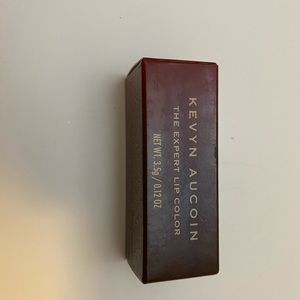 KEVYN AUCOIN
THE EXPERT LIP COLOR
NET WT. 3.5g / 0.12 OZ